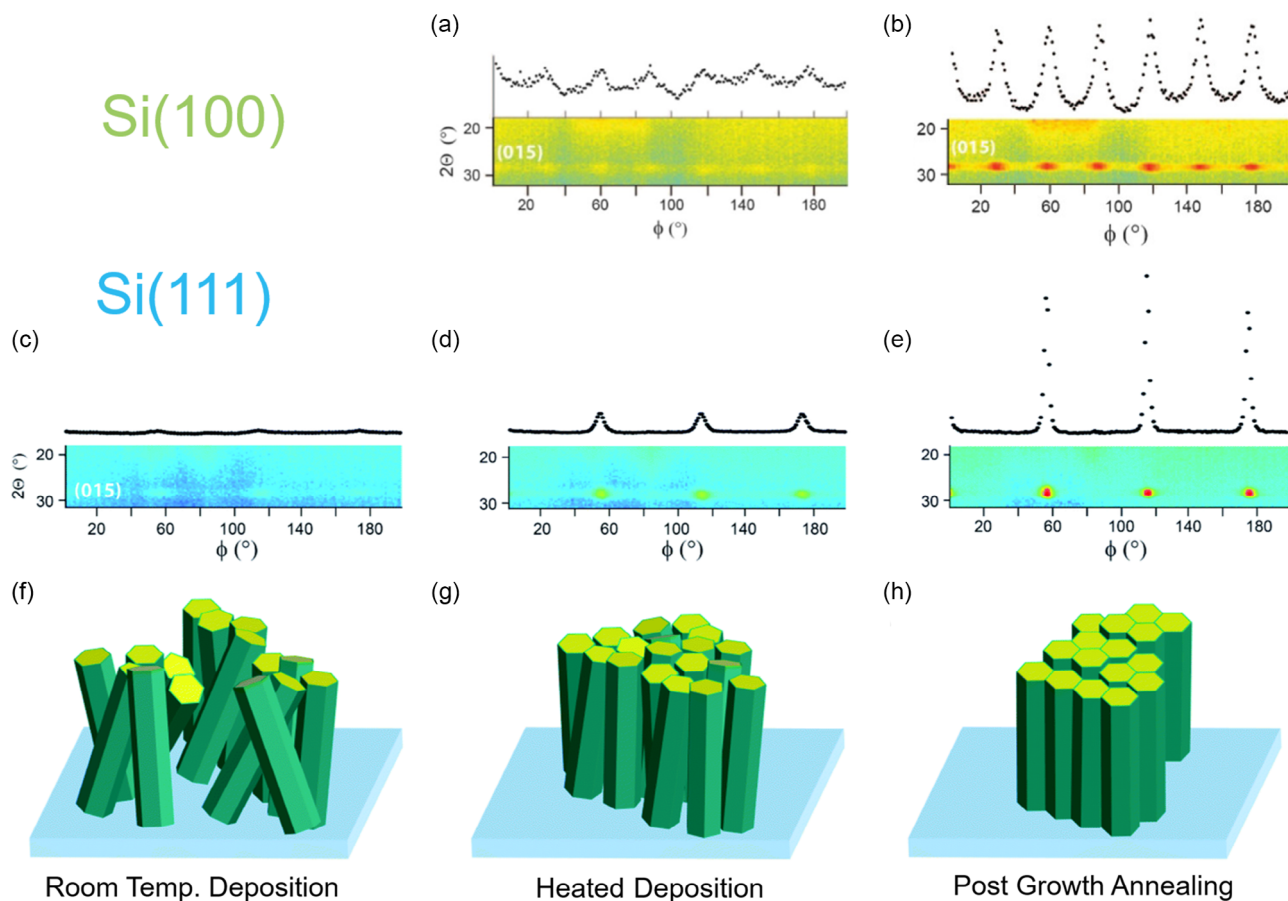 (a)
(b)
Si(100)
20
30
2Θ (°)
(015)
20 60 100 140 180
ϕ (°)
20
30
(015)
20 60 100 140 180
ϕ (°)
Si(111)
(c)
(d)
(e)
20
30
2Θ (°)
(015)
20 60 100 140 180
ϕ (°)
20
30
20 60 100 140 180
ϕ (°)
20
30
20 60 100 140 180
ϕ (°)
(f)
(g)
(h)
Room Temp. Deposition
Heated Deposition
Post Growth Annealing